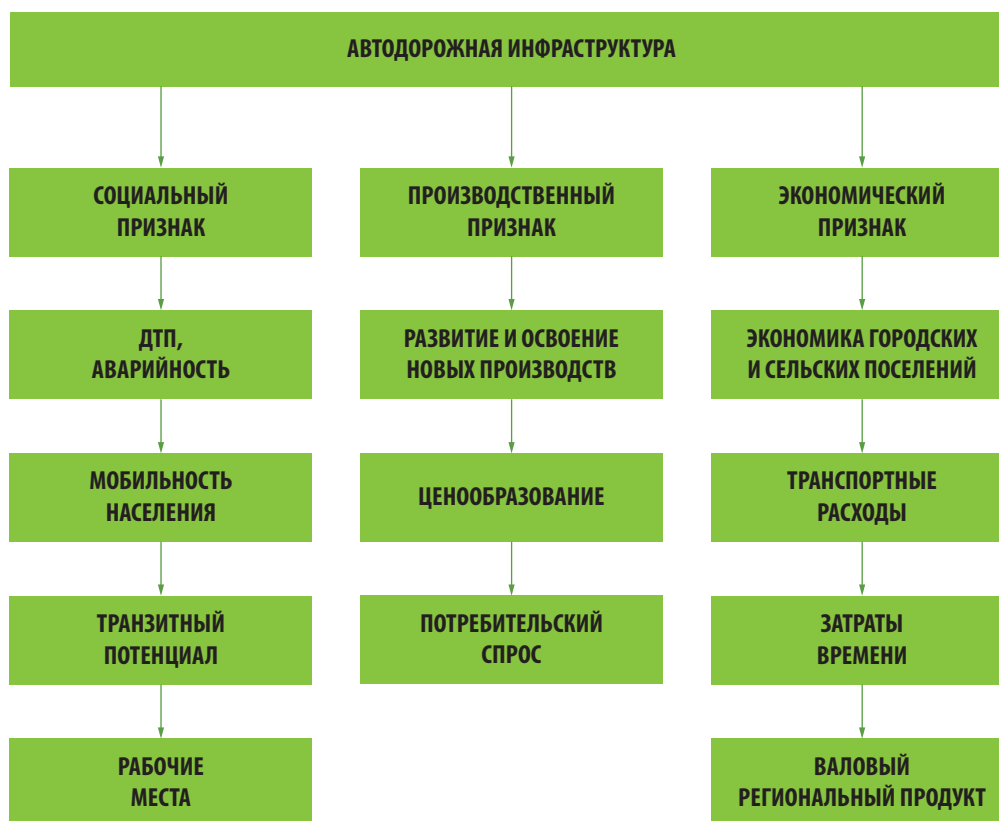 АВТОДОРОЖНАЯ ИНФРАСТРУКТУРА
СОЦИАЛЬНЫЙ
ПРИЗНАК
ПРОИЗВОДСТВЕННЫЙ
ПРИЗНАК
ЭКОНОМИЧЕСКИЙ
ПРИЗНАК
ДТП,
АВАРИЙНОСТЬ
РАЗВИТИЕ И ОСВОЕНИЕ
НОВЫХ ПРОИЗВОДСТВ
ЭКОНОМИКА ГОРОДСКИХ
И СЕЛЬСКИХ ПОСЕЛЕНИЙ
МОБИЛЬНОСТЬ
НАСЕЛЕНИЯ
ЦЕНООБРАЗОВАНИЕ
ТРАНСПОРТНЫЕ
РАСХОДЫ
ТРАНЗИТНЫЙ
ПОТЕНЦИАЛ
ПОТРЕБИТЕЛЬСКИЙ
СПРОС
ЗАТРАТЫ
ВРЕМЕНИ
РАБОЧИЕ
МЕСТА
ВАЛОВЫЙ
РЕГИОНАЛЬНЫЙ ПРОДУКТ